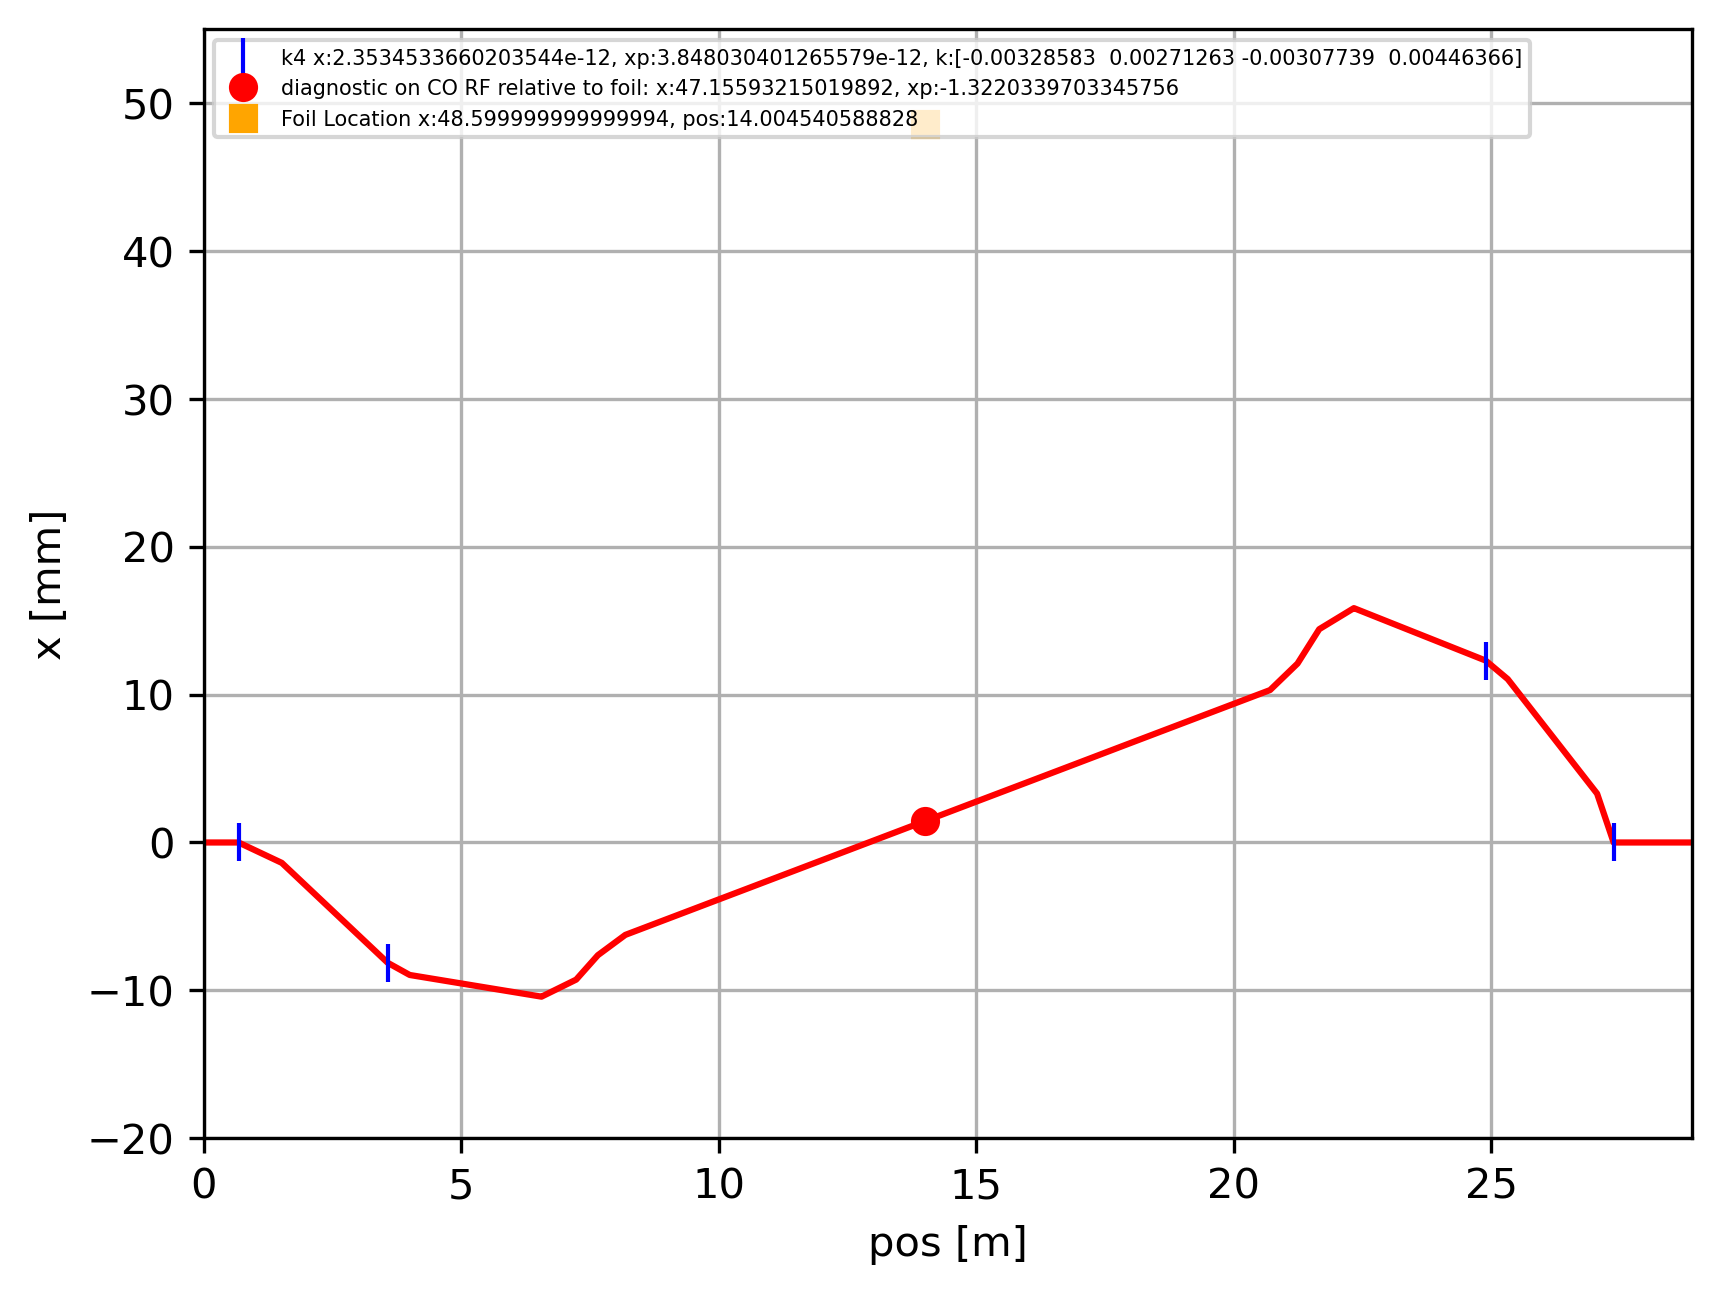 k4 x:2.3534533660203544e-12, xp:3.848030401265579e-12, k:[-0.00328583  0.00271263 -0.00307739  0.00446366]
diagnostic on CO RF relative to foil: x:47.15593215019892, xp:-1.3220339703345756
Foil Location x:48.599999999999994, pos:14.004540588828
50
40
30
20
10
0
−10
−20
x [mm]
0 5 10 15 20 25
pos [m]